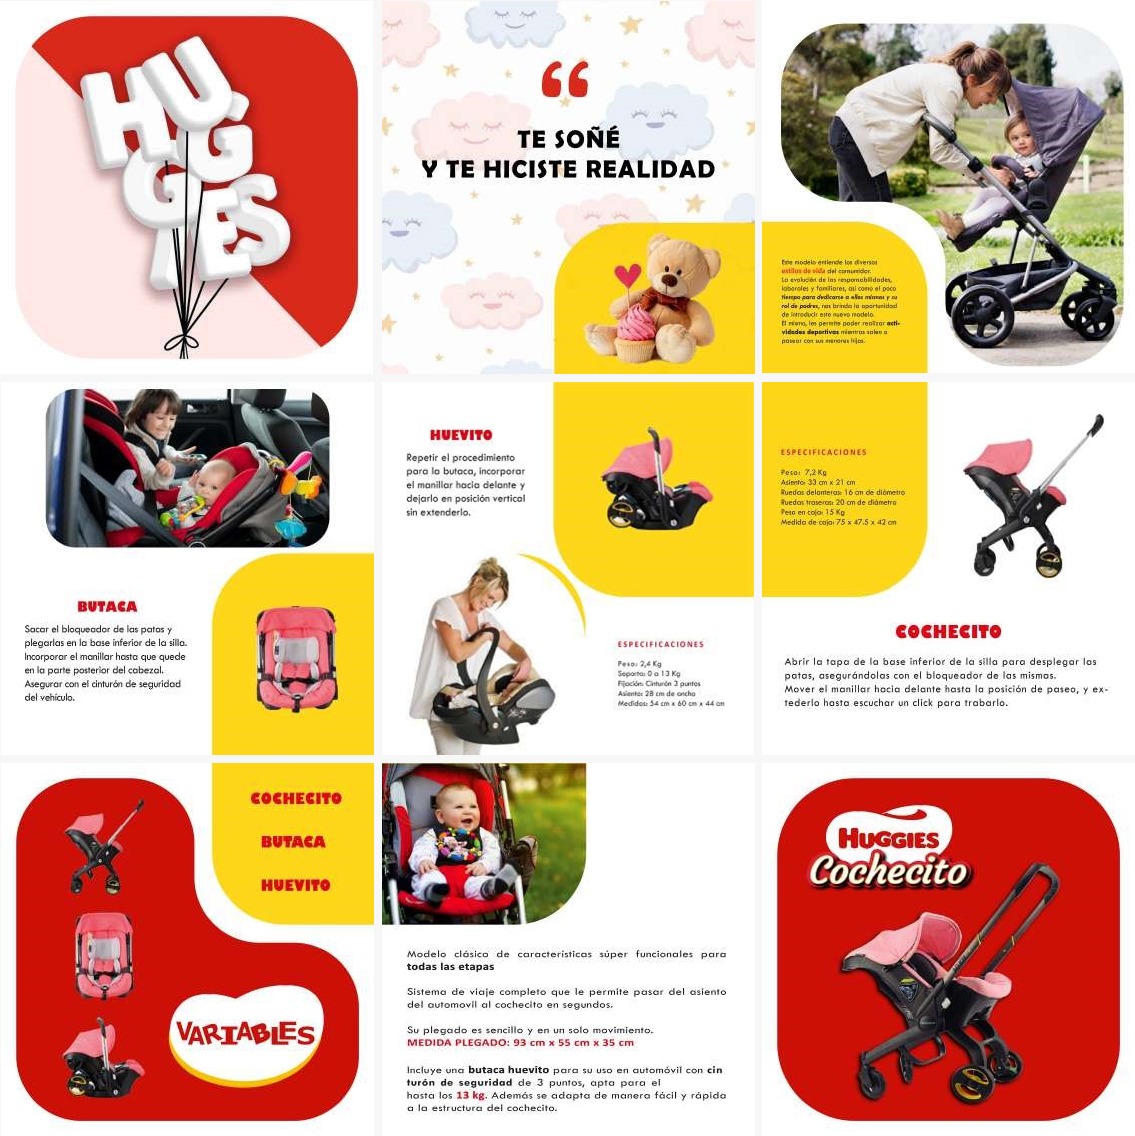 HUGGIES
TE SOÑÉ
Y TE HICISTE REALIDAD
Este modelo entiende los diversos
estilos de vida del consumidor.
La evolución de las responsabilidades,
laborales y familiares, así como el poco
tiempo para dedicarse a ellos mismos y su
rol de padres, nos brinda la oportunidad
de introducir este nuevo modelo.
El mismo, les permite poder realizar acti-
vidades deportivas mientras salen a
pasear con sus menores hijos.
BUTACA
Sacar el bloqueador de las patas y
plegarlas en la base inferior de la silla.
Incorporar el manillar hasta que quede
en la parte posterior del cabezal.
Asegurar con el cinturón de seguridad
del vehículo.
HUEVITO
Repetir el procedimiento
para la butaca, incorporar
el manillar hacia delante y
dejarlo en posición vertical
sin extenderlo.
ESPECIFICACIONES
Peso: 2,4 Kg
Soporta: 0 a 13 Kg
Fijación: Cinturón 3 puntos
Asiento: 28 cm de ancho
Medidas: 54 cm x 60 cm x 44 cm
ESPECIFICACIONES
Peso: 7,2 Kg
Asiento: 33 cm x 21 cm
Ruedas delanteras: 16 cm de diámetro
Ruedas traseras: 20 cm de diámetro
Peso en caja: 15 Kg
Medida de caja: 75 x 47.5 x 42 cm
COCHECITO
Abrir la tapa de la base inferior de la silla para desplegar las
patas, asegurándolas con el bloqueador de las mismas.
Mover el manillar hacia delante hasta la posición de paseo, y ex-
tederlo hasta escuchar un click para trabarlo.
COCHECITO
BUTACA
HUEVITO
VARIABLES
Modelo clásico de características súper funcionales para
todas las etapas
Sistema de viaje completo que le permite pasar del asiento
del automovil al cochecito en segundos.
Su plegado es sencillo y en un solo movimiento.
MEDIDA PLEGADO: 93 cm x 55 cm x 35 cm
Incluye una butaca huevito para su uso en automóvil con cin
turón de seguridad de 3 puntos, apta para el
hasta los 13 kg. Además se adapta de manera fácil y rápida
a la estructura del cochecito.
HUGGIES
Cochecito